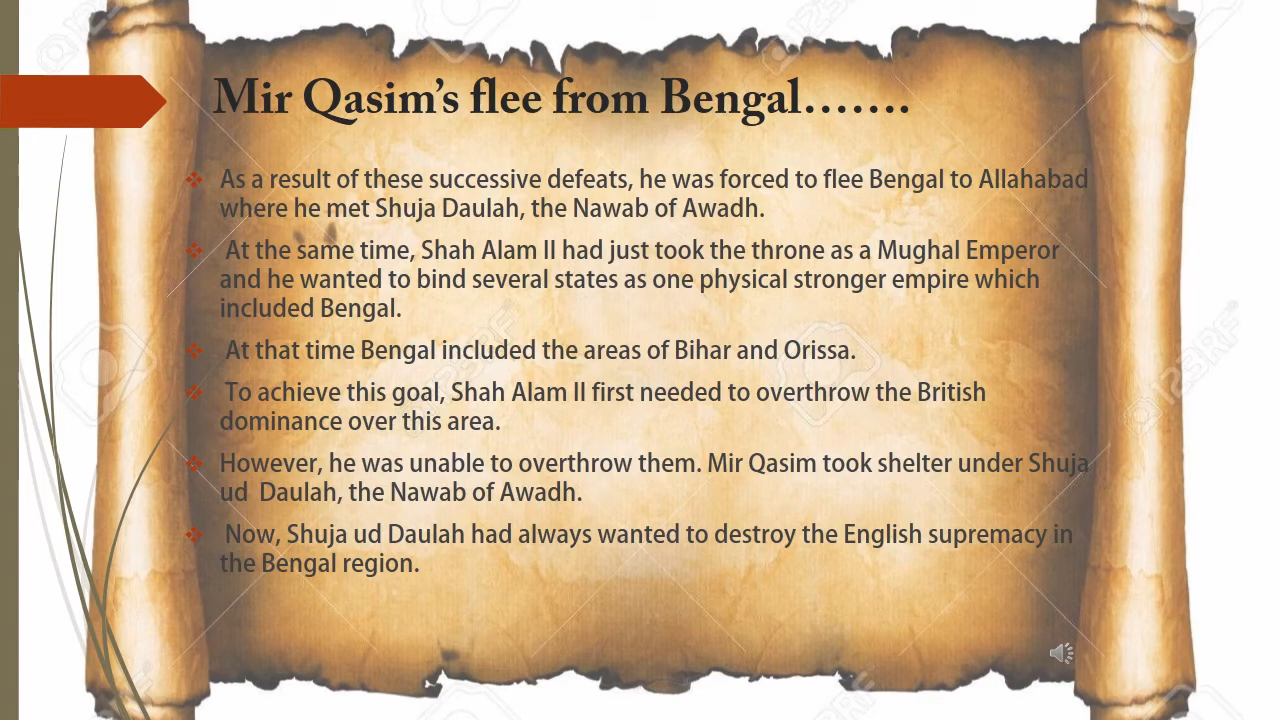 Mir Qasim's flee from Bengal.......
As a result of these successive defeats, he was forced to flee Bengal to Allahabad
where he met Shuja Daulah, the Nawab of Awadh.
At the same time, Shah Alam II had just took the throne as a Mughal Emperor
and he wanted to bind several states as one physical stronger empire which
included Bengal.
At that time Bengal included the areas of Bihar and Orissa.
To achieve this goal, Shah Alam II first needed to overthrow the British
dominance over this area.
However, he was unable to overthrow them. Mir Qasim took shelter under Shuja
ud Daulah, the Nawab of Awadh.
Now, Shuja ud Daulah had always wanted to destroy the English supremacy in
the Bengal region.
123RF
123RF